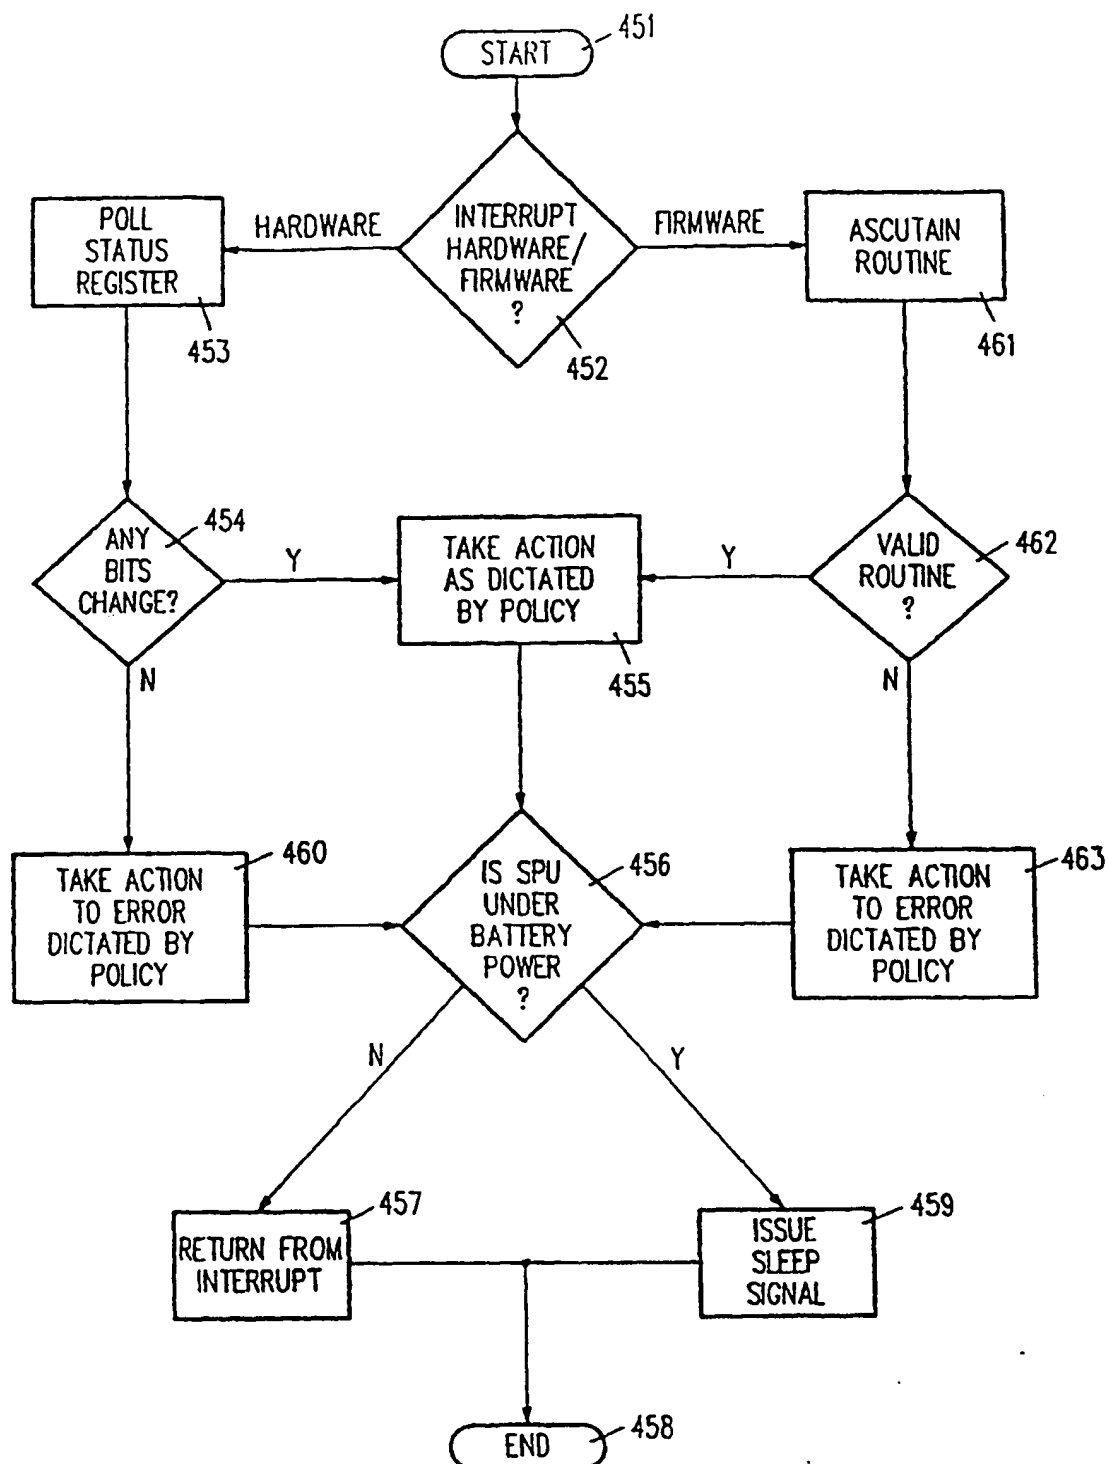 START
451
INTERRUPT
HARDWARE/
FIRMWARE
?
452
HARDWARE
FIRMWARE
POLL
STATUS
REGISTER
453
ASCUTAIN
ROUTINE
461
ANY
BITS
CHANGE?
454
Y
N
TAKE ACTION
AS DICTATED
BY POLICY
455
VALID
ROUTINE
?
462
Y
N
TAKE ACTION
TO ERROR
DICTATED BY
POLICY
460
IS SPU
UNDER
BATTERY
POWER
?
456
TAKE ACTION
TO ERROR
DICTATED BY
POLICY
463
N
Y
RETURN FROM
INTERRUPT
457
ISSUE
SLEEP
SIGNAL
459
END
458